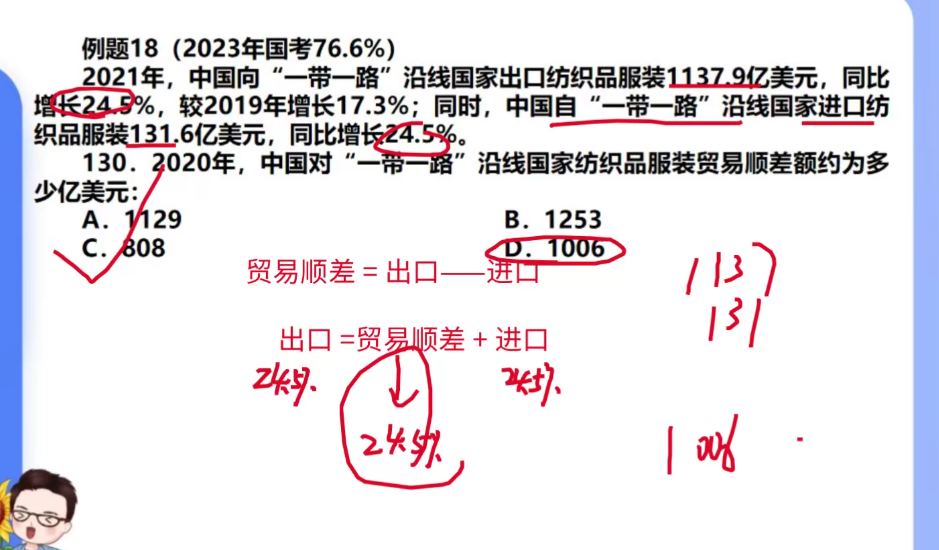 例题18（2023年国考76.6%）
2021年，中国向“一带一路”沿线国家出口纺织品服装1137.9亿美元，同比
增长24.5%，较2019年增长17.3%；同时，中国自“一带一路”沿线国家进口纺
织品服装131.6亿美元，同比增长24.5%。
130．2020年，中国对“一带一路”沿线国家纺织品服装贸易顺差额约为多
少亿美元：
A．1129 B．1253
C．808 D．1006
贸易顺差 = 出口——进口
1137
131
出口 =贸易顺差 + 进口
24.5% 24.5%
24.5%
1006